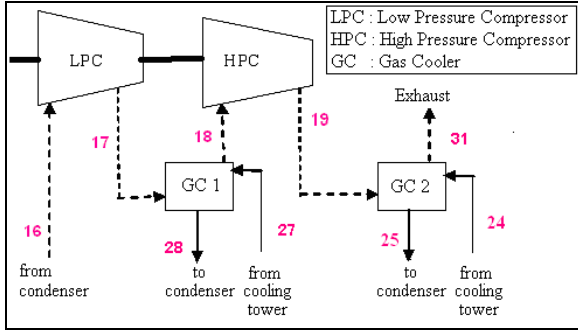 LPC : Low Pressure Compressor
HPC : High Pressure Compressor
GC : Gas Cooler
LPC
HPC
Exhaust
17
18
19
31
GC 1
GC 2
16
28
27
25
24
from
condenser
to
condenser
from
cooling
tower
to
condenser
from
cooling
tower